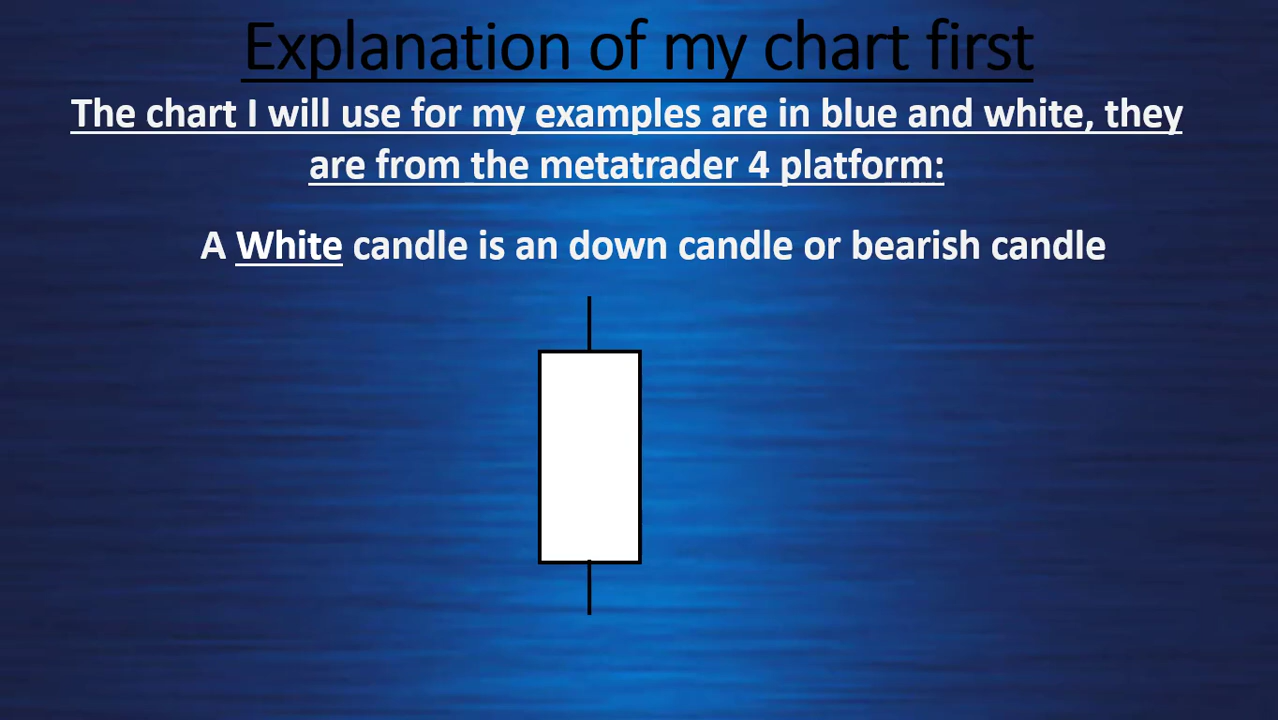 Explanation of my chart first
The chart I will use for my examples are in blue and white, they
are from the metatrader 4 platform:
A White candle is an down candle or bearish candle